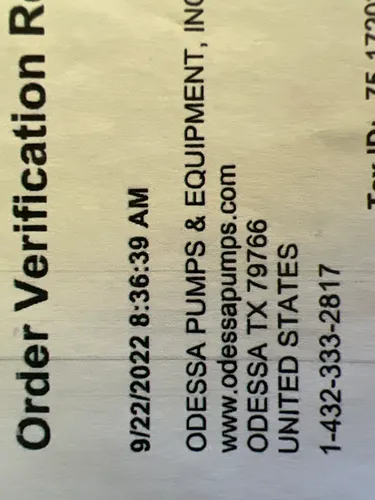 Order Verification R
9/22/2022 8:36:39 AM
ODESSA PUMPS & EQUIPMENT, INC
www.odessapumps.com
ODESSA TX 79766
UNITED STATES
1-432-333-2817